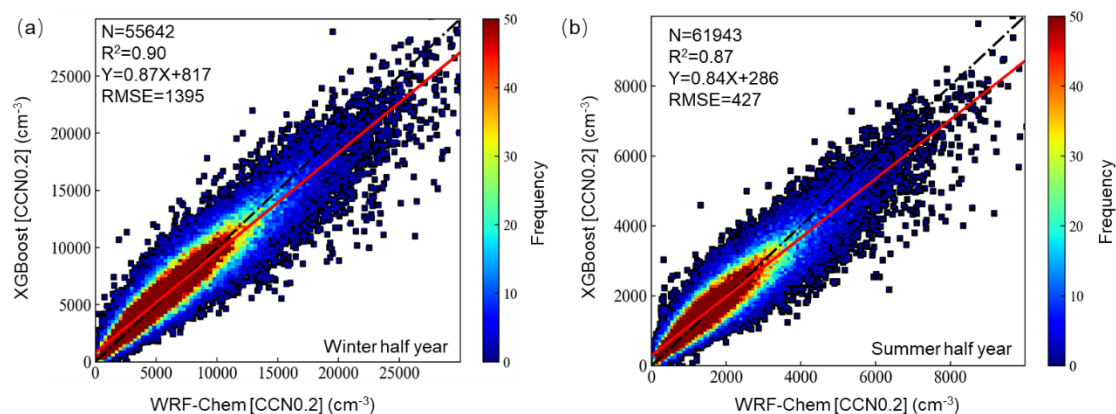 (a)
N=55642
R²=0.90
Y=0.87X+817
RMSE=1395
XGBoost [CCN0.2] (cm⁻³)
25000
20000
15000
10000
5000
0
0 5000 10000 15000 20000 25000
Winter half year
WRF-Chem [CCN0.2] (cm⁻³)
50
40
30
20
10
0
Frequency
(b)
N=61943
R²=0.87
Y=0.84X+286
RMSE=427
XGBoost [CCN0.2] (cm⁻³)
8000
6000
4000
2000
0
0 2000 4000 6000 8000
Summer half year
WRF-Chem [CCN0.2] (cm⁻³)
50
40
30
20
10
0
Frequency